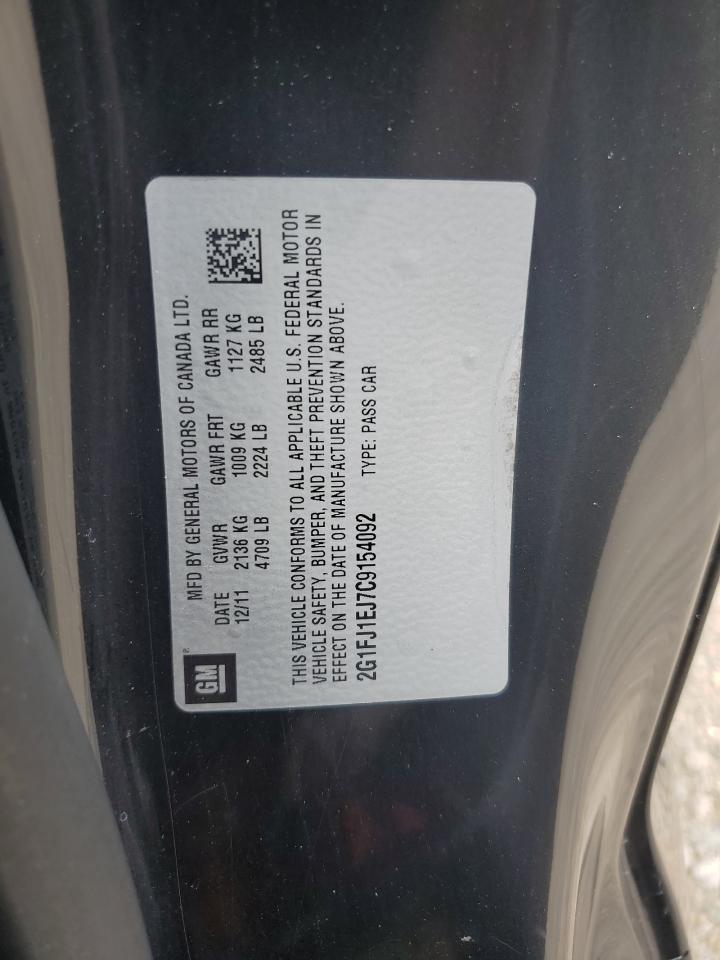 MFD BY GENERAL MOTORS OF CANADA LTD.
DATE GVWR GAWR FRT GAWR RR
12/11 2136 KG 1009 KG 1127 KG
4709 LB 2224 LB 2485 LB
GM
THIS VEHICLE CONFORMS TO ALL APPLICABLE U.S. FEDERAL MOTOR
VEHICLE SAFETY, BUMPER, AND THEFT PREVENTION STANDARDS IN
EFFECT ON THE DATE OF MANUFACTURE SHOWN ABOVE.
2G1FJ1EJ7C9154092 TYPE: PASS CAR